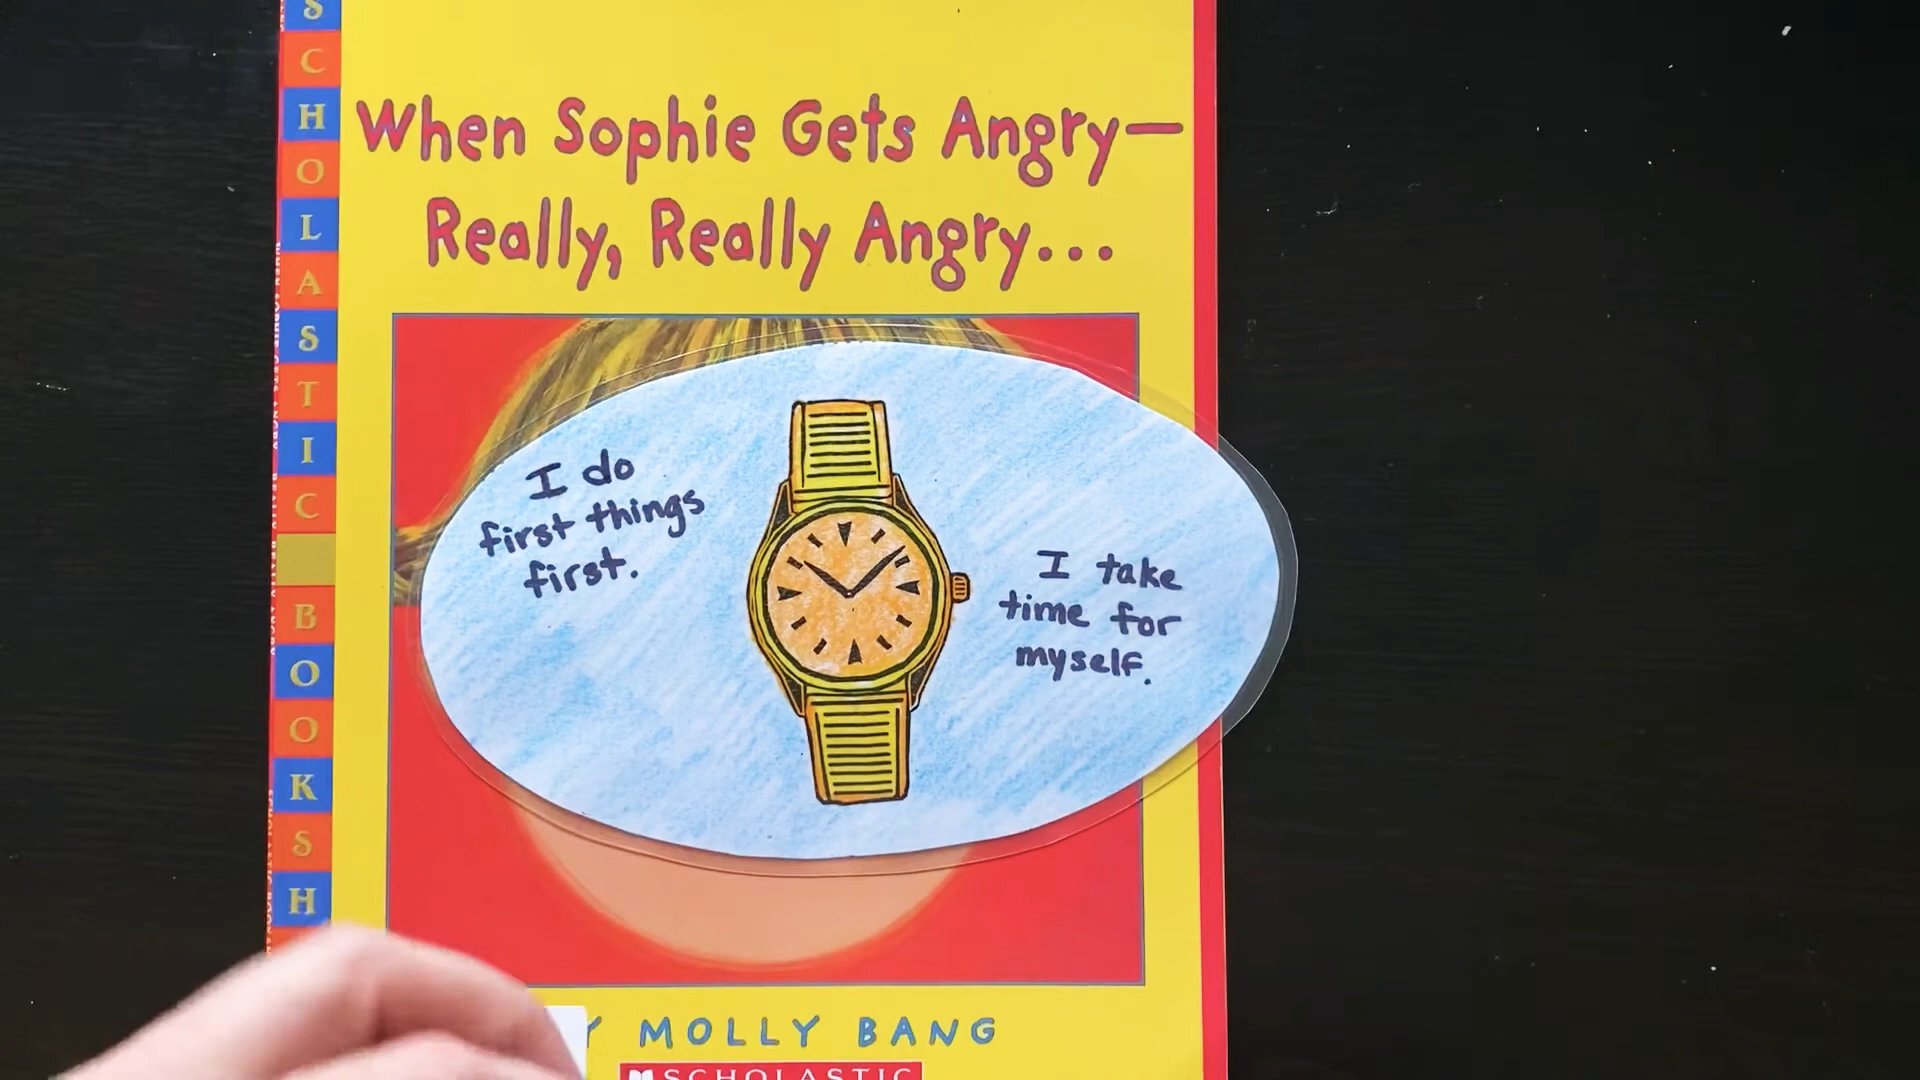 SCHOLASTIC BOOKS H
When Sophie Gets Angry—
Really, Really Angry...
I do
first things
first.
I take
time for
myself.
Y MOLLY BANG
SCHOLASTIC